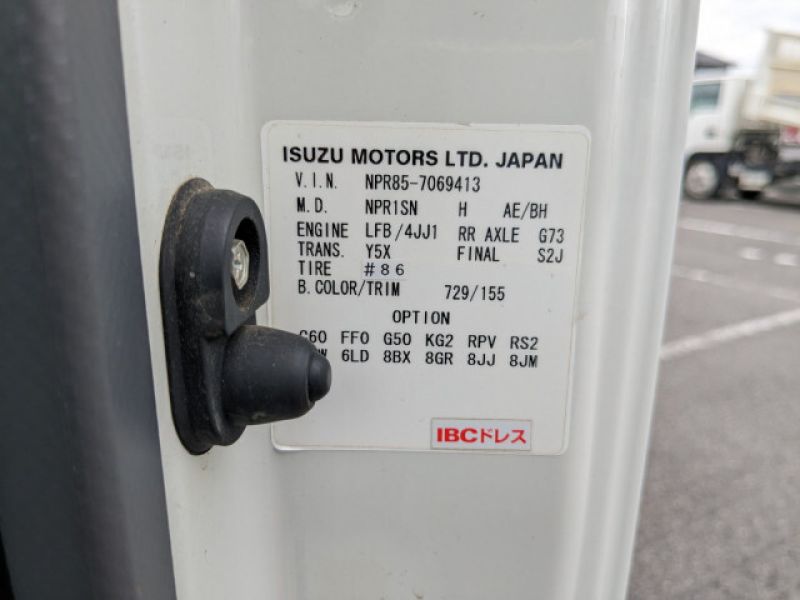 ISUZU MOTORS LTD. JAPAN
V.I.N. NPR85-7069413
M.D. NPR1SN H AE/BH
ENGINE LFB/4JJ1 RR AXLE G73
TRANS. Y5X FINAL S2J
TIRE #86
B.COLOR/TRIM 729/155
OPTION
FF0 G50 KG2 RPV RS2
6LD 8BX 8GR 8JJ 8JM
IBCドレス